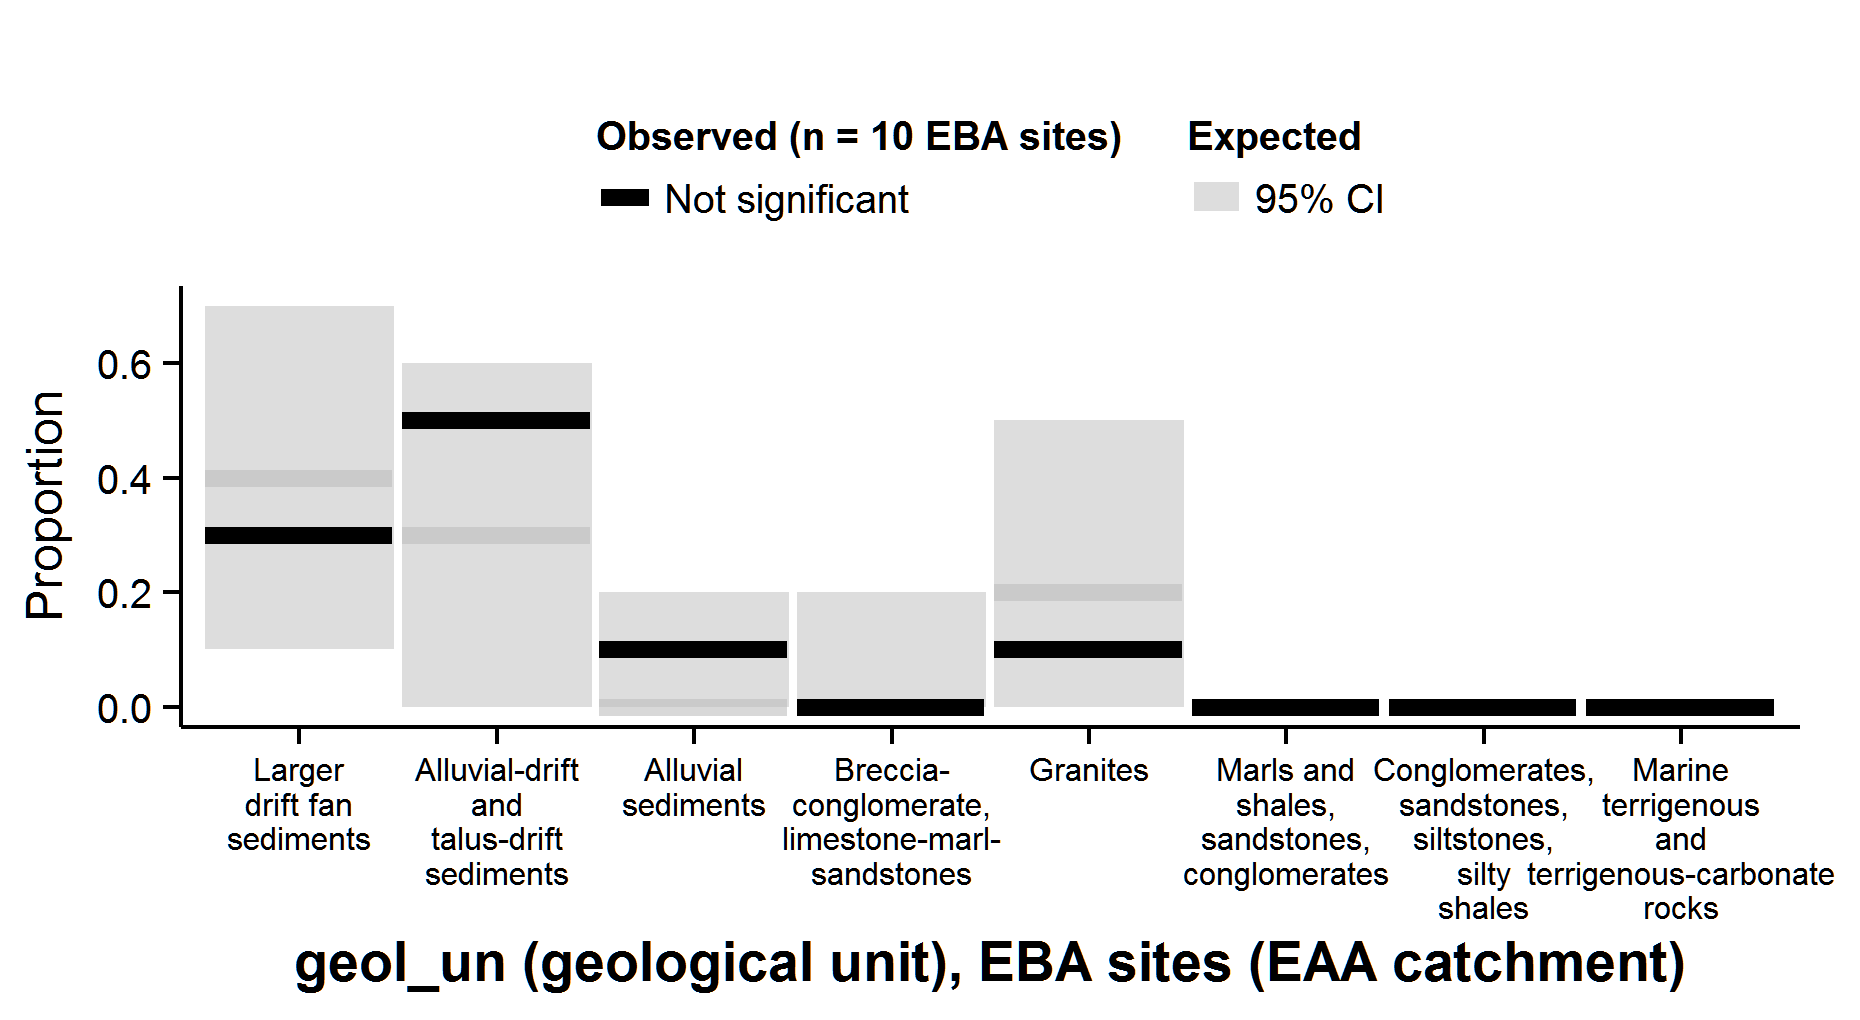 Observed (n = 10 EBA sites)
Not significant
Expected
95% CI
Proportion
0.6
0.4
0.2
0.0
Larger
drift fan
sediments
Alluvial-drift
and
talus-drift
sediments
Alluvial
sediments
Breccia-
conglomerate,
limestone-marl-
sandstones
Granites
Marls and
shales,
sandstones,
conglomerates
Conglomerates,
sandstones,
siltstones,
silty
shales
Marine
terrigenous
and
terrigenous-carbonate
rocks
geol_un (geological unit), EBA sites (EAA catchment)